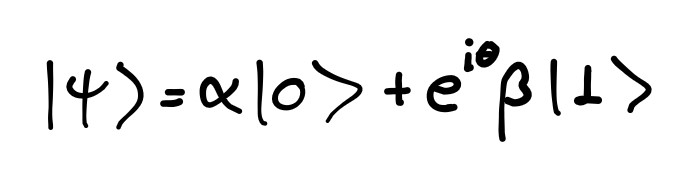 |ψ⟩ = α|0⟩ + e^{iθ} β|1⟩